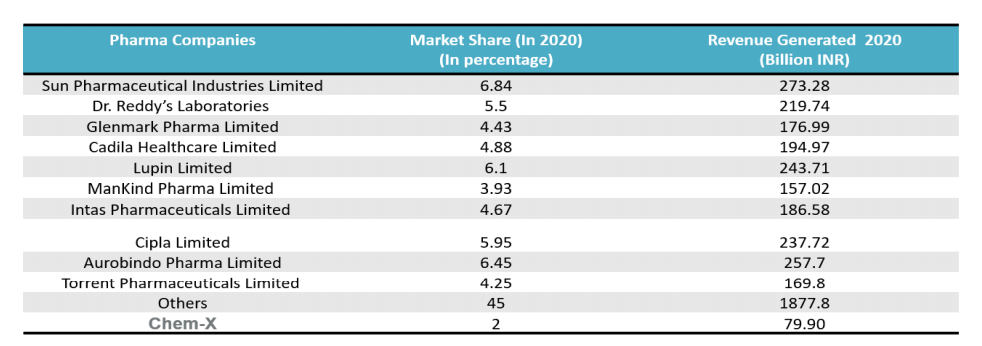 Pharma Companies Market Share (In 2020) Revenue Generated 2020
(In percentage) (Billion INR)
Sun Pharmaceutical Industries Limited 6.84 273.28
Dr. Reddy’s Laboratories 5.5 219.74
Glenmark Pharma Limited 4.43 176.99
Cadila Healthcare Limited 4.88 194.97
Lupin Limited 6.1 243.71
ManKind Pharma Limited 3.93 157.02
Intas Pharmaceuticals Limited 4.67 186.58
Cipla Limited 5.95 237.72
Aurobindo Pharma Limited 6.45 257.7
Torrent Pharmaceuticals Limited 4.25 169.8
Others 45 1877.8
Chem-X 2 79.90